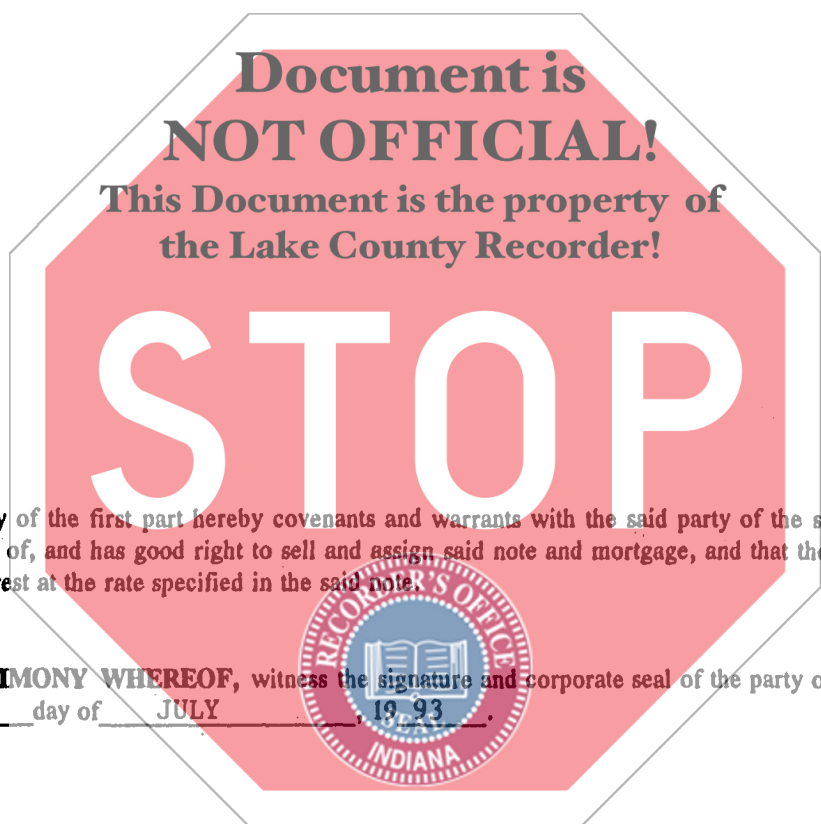 Document is
NOT OFFICIAL!
This Document is the property of
the Lake County Recorder!
STOP
y of the first part hereby covenants and warrants with the said party of the s
of, and has good right to sell and assign said note and mortgage, and that the
est at the rate specified in the said note.
RECORDER'S OFFICE
IMONY WHEREOF, witness the signature and corporate seal of the party o
day of JULY , 19 93 .
SEAL
INDIANA